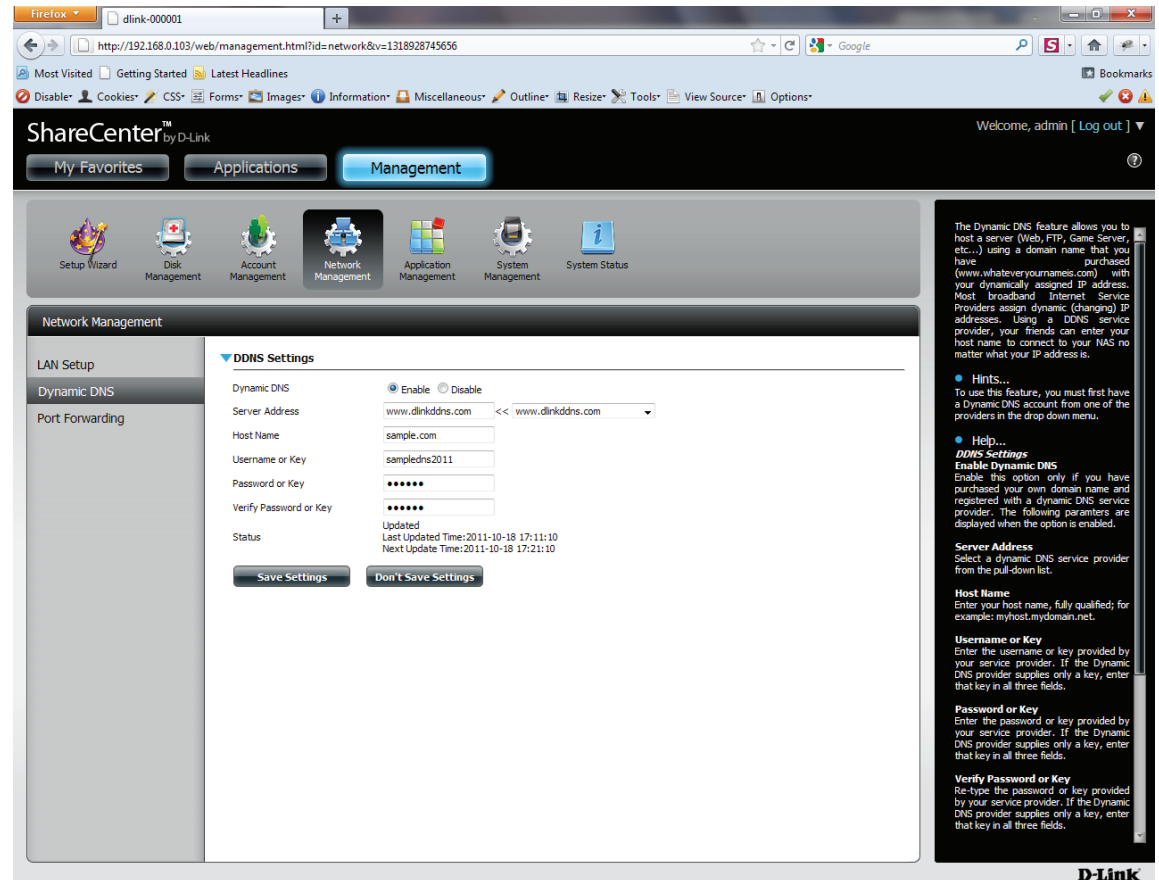 Firefox
dlink-000001
http://192.168.0.103/web/management.html?id=network&v=1318928745656
Google
Most Visited Getting Started Latest Headlines
Bookmarks
Disable Cookies CSS Forms Images Information Miscellaneous Outline Resize Tools View Source Options
ShareCenter™ by D-Link
Welcome, admin [ Log out ]
My Favorites
Applications
Management
Setup Wizard
Disk
Management
Account
Management
Network
Management
Application
Management
System
Management
System Status
Network Management
LAN Setup
Dynamic DNS
Port Forwarding
DDNS Settings
Dynamic DNS Enable Disable
Server Address www.dlinkddns.com << www.dlinkddns.com
Host Name sample.com
Username or Key sampledns2011
Password or Key ••••••
Verify Password or Key ••••••
Status
Updated
Last Updated Time:2011-10-18 17:11:10
Next Update Time:2011-10-18 17:21:10
Save Settings
Don't Save Settings
The Dynamic DNS feature allows you to
host a server (Web, FTP, Game Server,
etc...) using a domain name that you
have purchased
(www.whateveryournameis.com) with
your dynamically assigned IP address.
Most broadband Internet Service
Providers assign dynamic (changing) IP
addresses. Using a DDNS service
provider, your friends can enter your
host name to connect to your NAS no
matter what your IP address is.
Hints...
To use this feature, you must first have
a Dynamic DNS account from one of the
providers in the drop down menu.
Help...
DDNS Settings
Enable Dynamic DNS
Enable this option only if you have
purchased your own domain name and
registered with a dynamic DNS service
provider. The following paramters are
displayed when the option is enabled.
Server Address
Select a dynamic DNS service provider
from the pull-down list.
Host Name
Enter your host name, fully qualified; for
example: myhost.mydomain.net.
Username or Key
Enter the username or key provided by
your service provider. If the Dynamic
DNS provider supplies only a key, enter
that key in all three fields.
Password or Key
Enter the password or key provided by
your service provider. If the Dynamic
DNS provider supplies only a key, enter
that key in all three fields.
Verify Password or Key
Re-type the password or key provided
by your service provider. If the Dynamic
DNS provider supplies only a key, enter
that key in all three fields.
D-Link